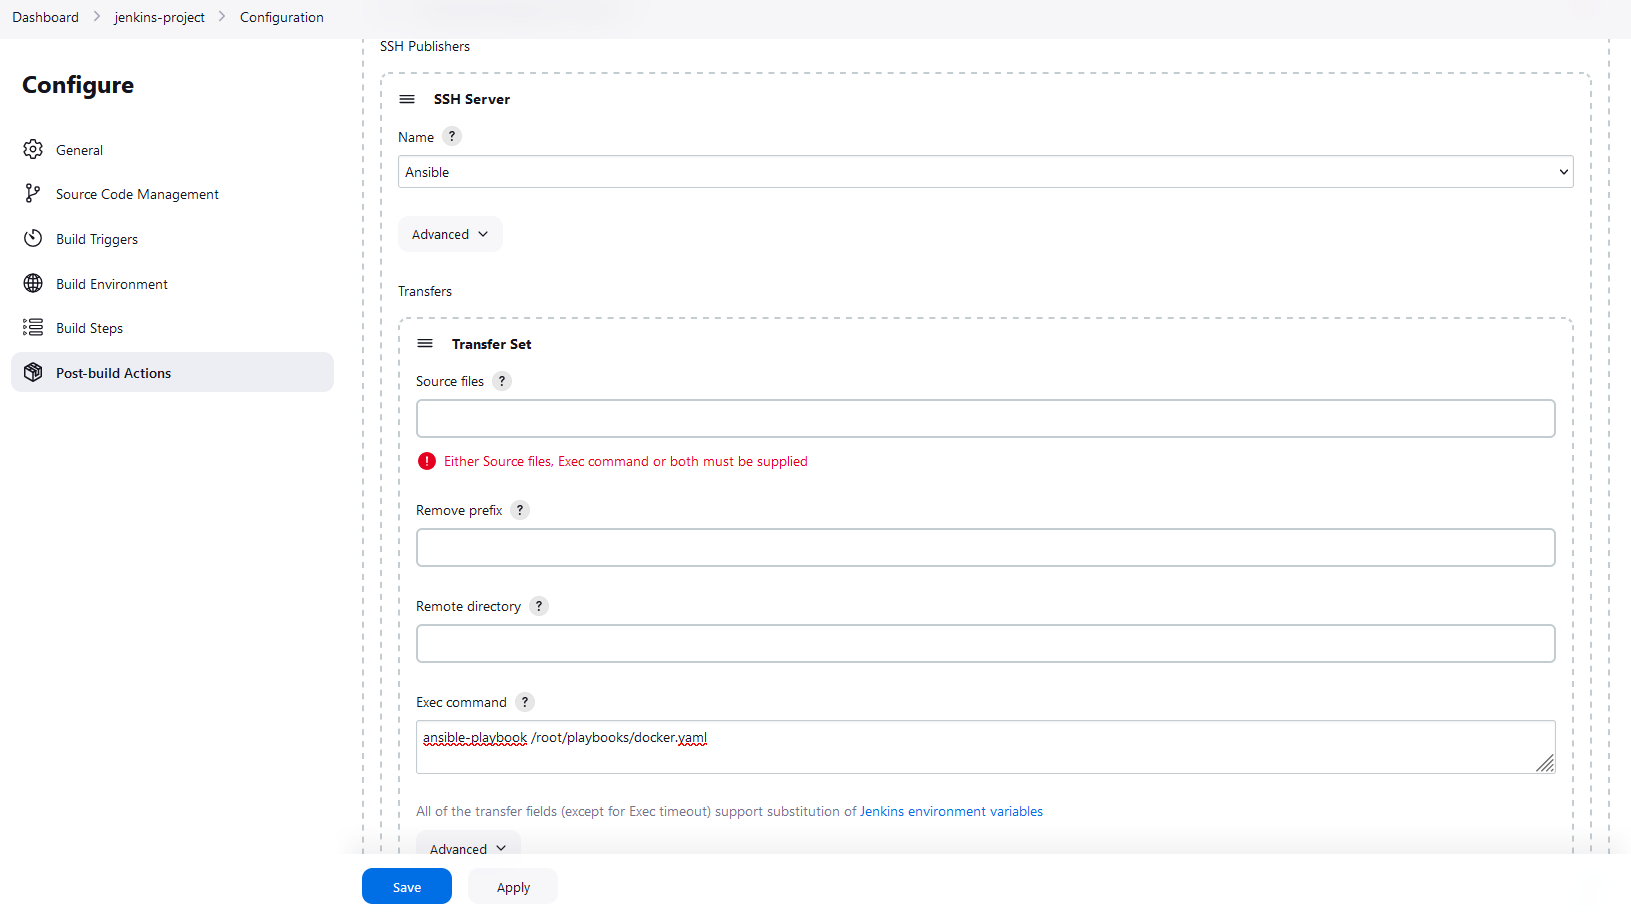 Dashboard > jenkins-project > Configuration
Configure
General
Source Code Management
Build Triggers
Build Environment
Build Steps
Post-build Actions
SSH Publishers
SSH Server
Name ?
Ansible
Advanced
Transfers
Transfer Set
Source files ?
Either Source files, Exec command or both must be supplied
Remove prefix ?
Remote directory ?
Exec command ?
ansible-playbook /root/playbooks/docker.yaml
All of the transfer fields (except for Exec timeout) support substitution of Jenkins environment variables
Advanced
Save Apply